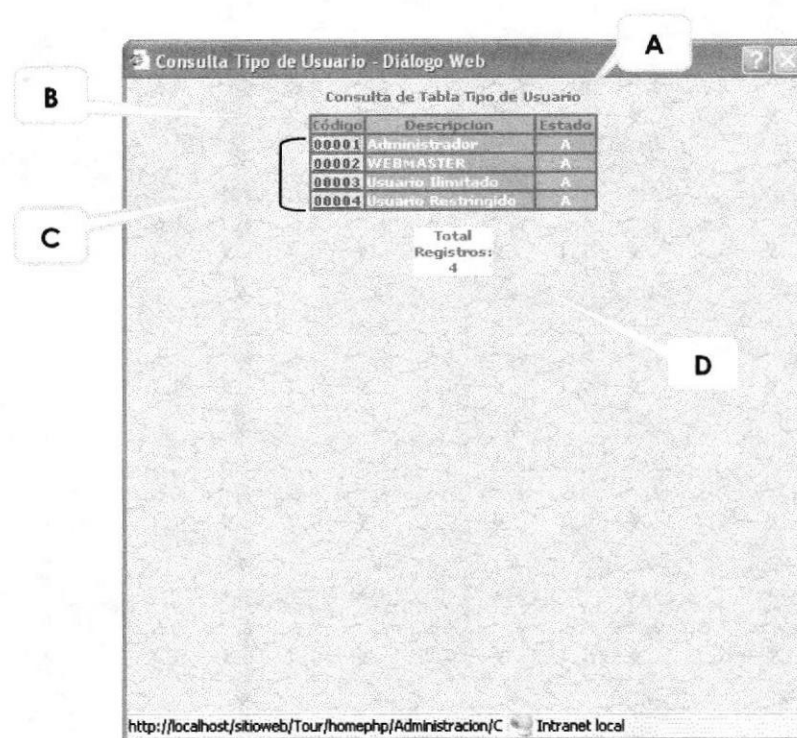 A
Consulta Tipo de Usuario - Diálogo Web
B
Consulta de Tabla Tipo de Usuario
Código Descripcion Estado
00001 Administrador A
00002 WEBMASTER A
00003 Usuario Ilimitado A
00004 Usuario Restringido A
C
Total
Registros:
4
D
http://localhost/sitioweb/Tour/homephp/Administracion/C Intranet local